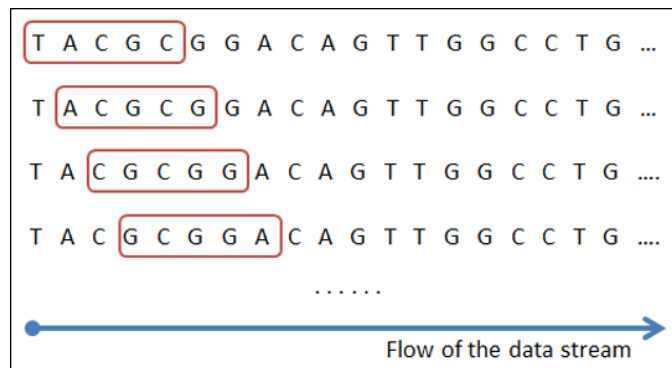 T A C G C G G A C A G T T G G C C T G ...
T A C G C G G A C A G T T G G C C T G ...
T A C G C G G A C A G T T G G C C T G ....
T A C G C G G A C A G T T G G C C T G ....
......
Flow of the data stream